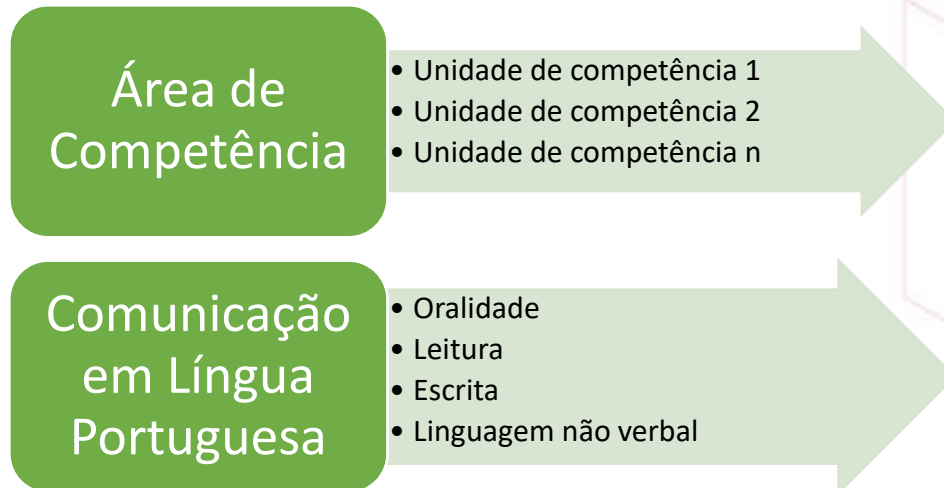 Área de
Competência
• Unidade de competência 1
• Unidade de competência 2
• Unidade de competência n
Comunicação
em Língua
Portuguesa
• Oralidade
• Leitura
• Escrita
• Linguagem não verbal